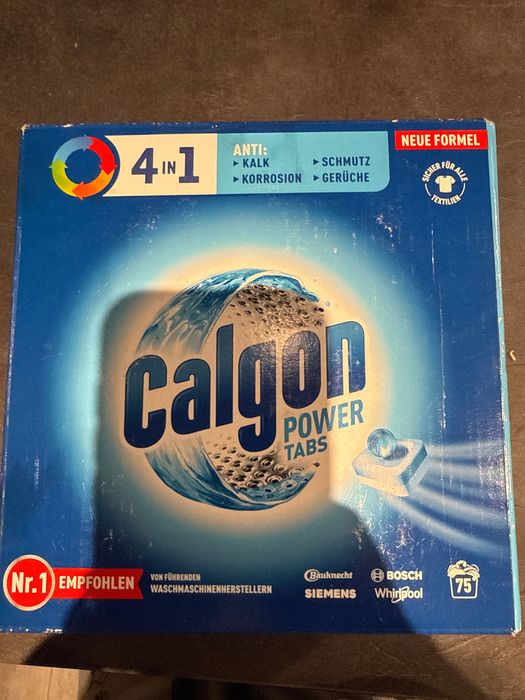 4 IN 1
ANTI:
▸ KALK ▸ SCHMUTZ
▸ KORROSION ▸ GERÜCHE
NEUE FORMEL
SICHER FÜR ALLE
TEXTILIEN
Calgon
POWER
TABS
Nr.1 EMPFOHLEN
VON FÜHRENDEN
WASCHMASCHINENHERSTELLERN
Bauknecht BOSCH
SIEMENS Whirlpool
75